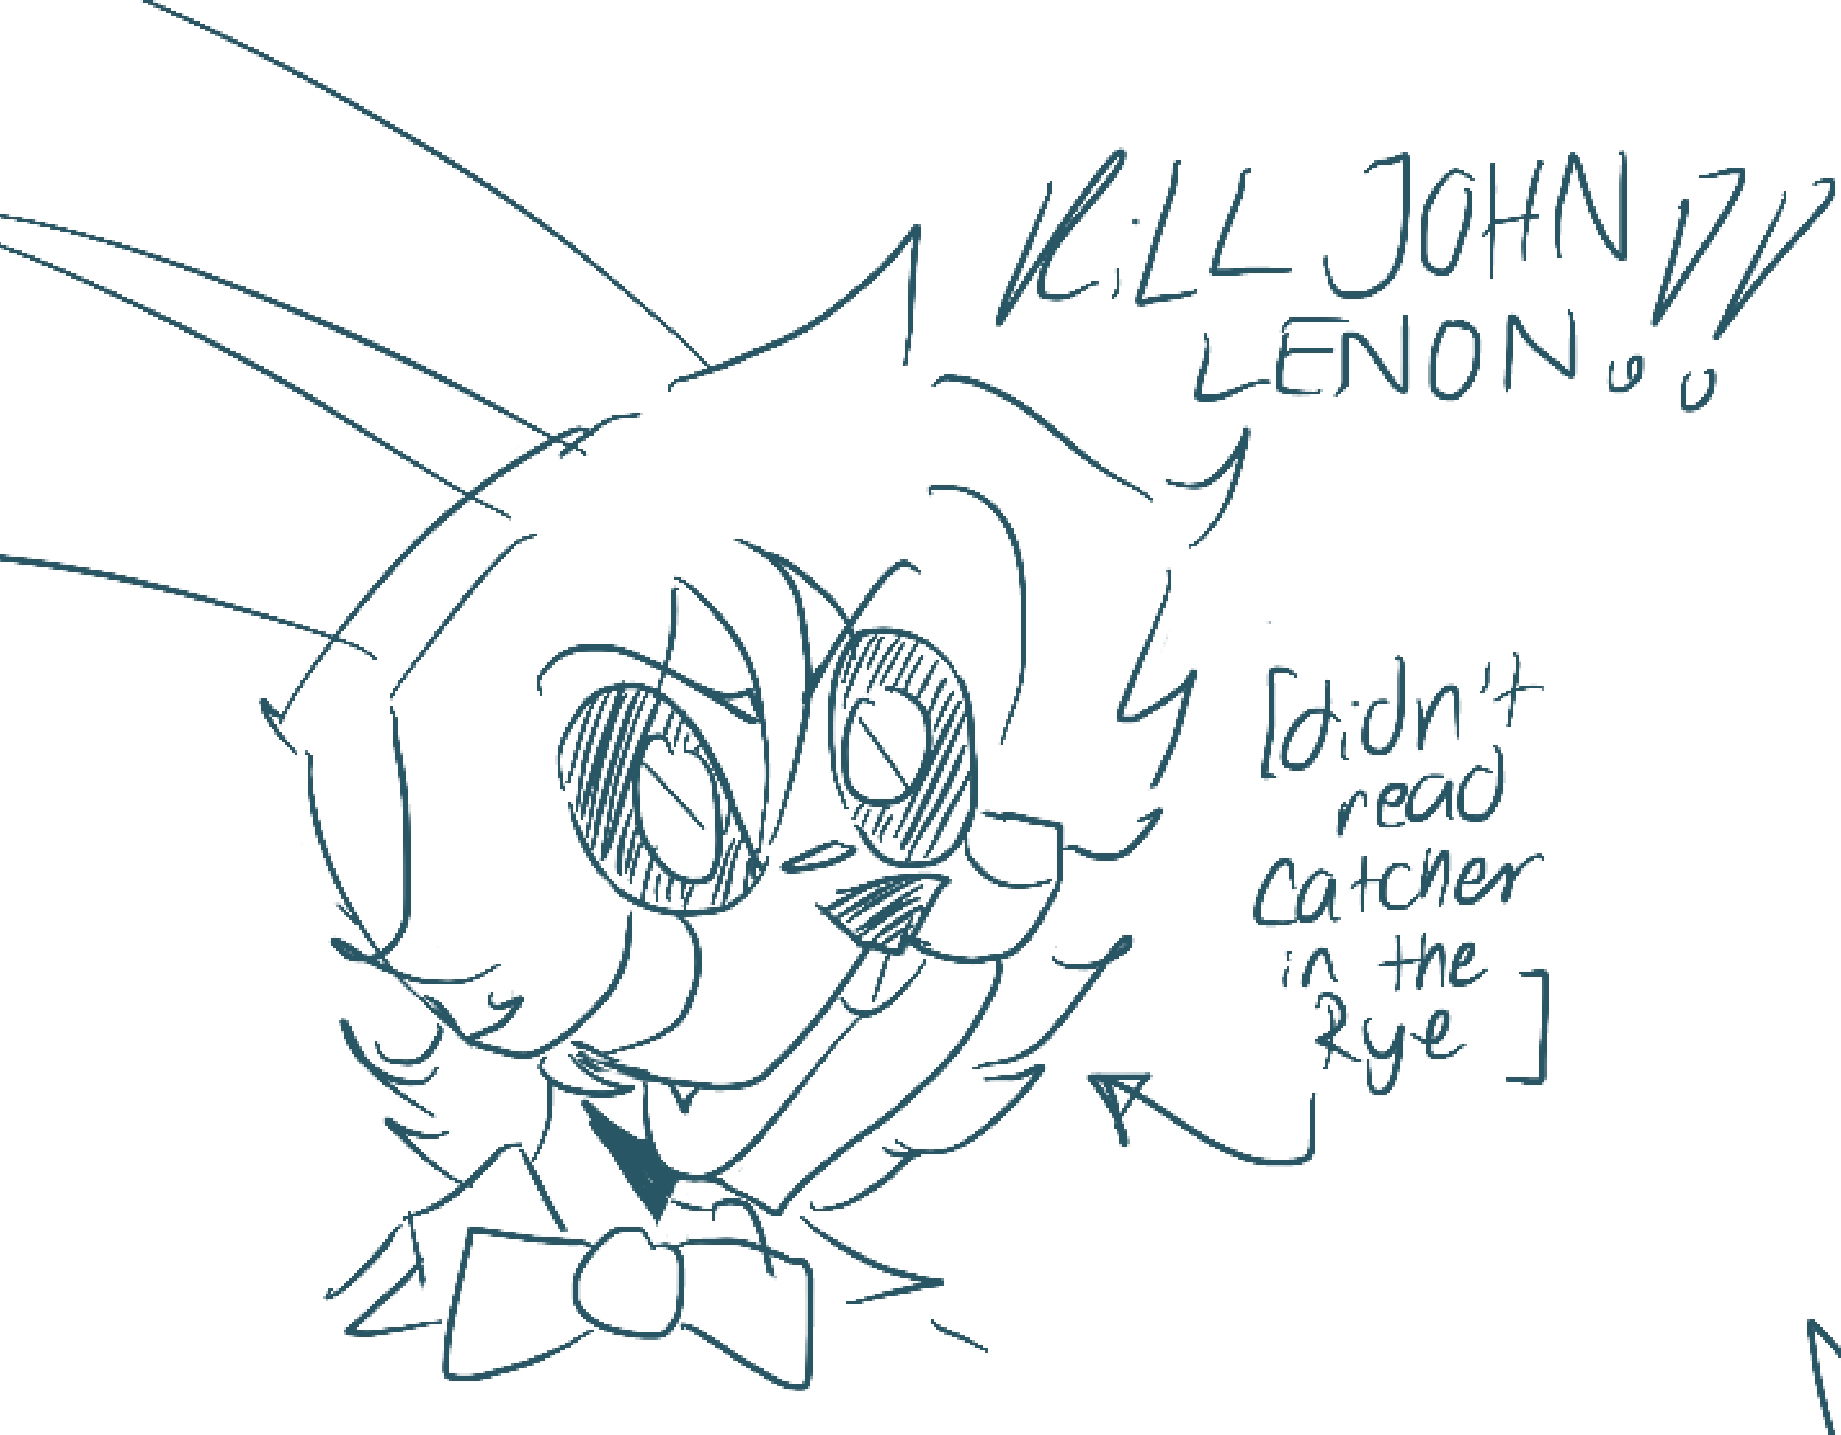 KiLL JOHN
LENON!!
[didn't
read
catcher
in the
Rye]